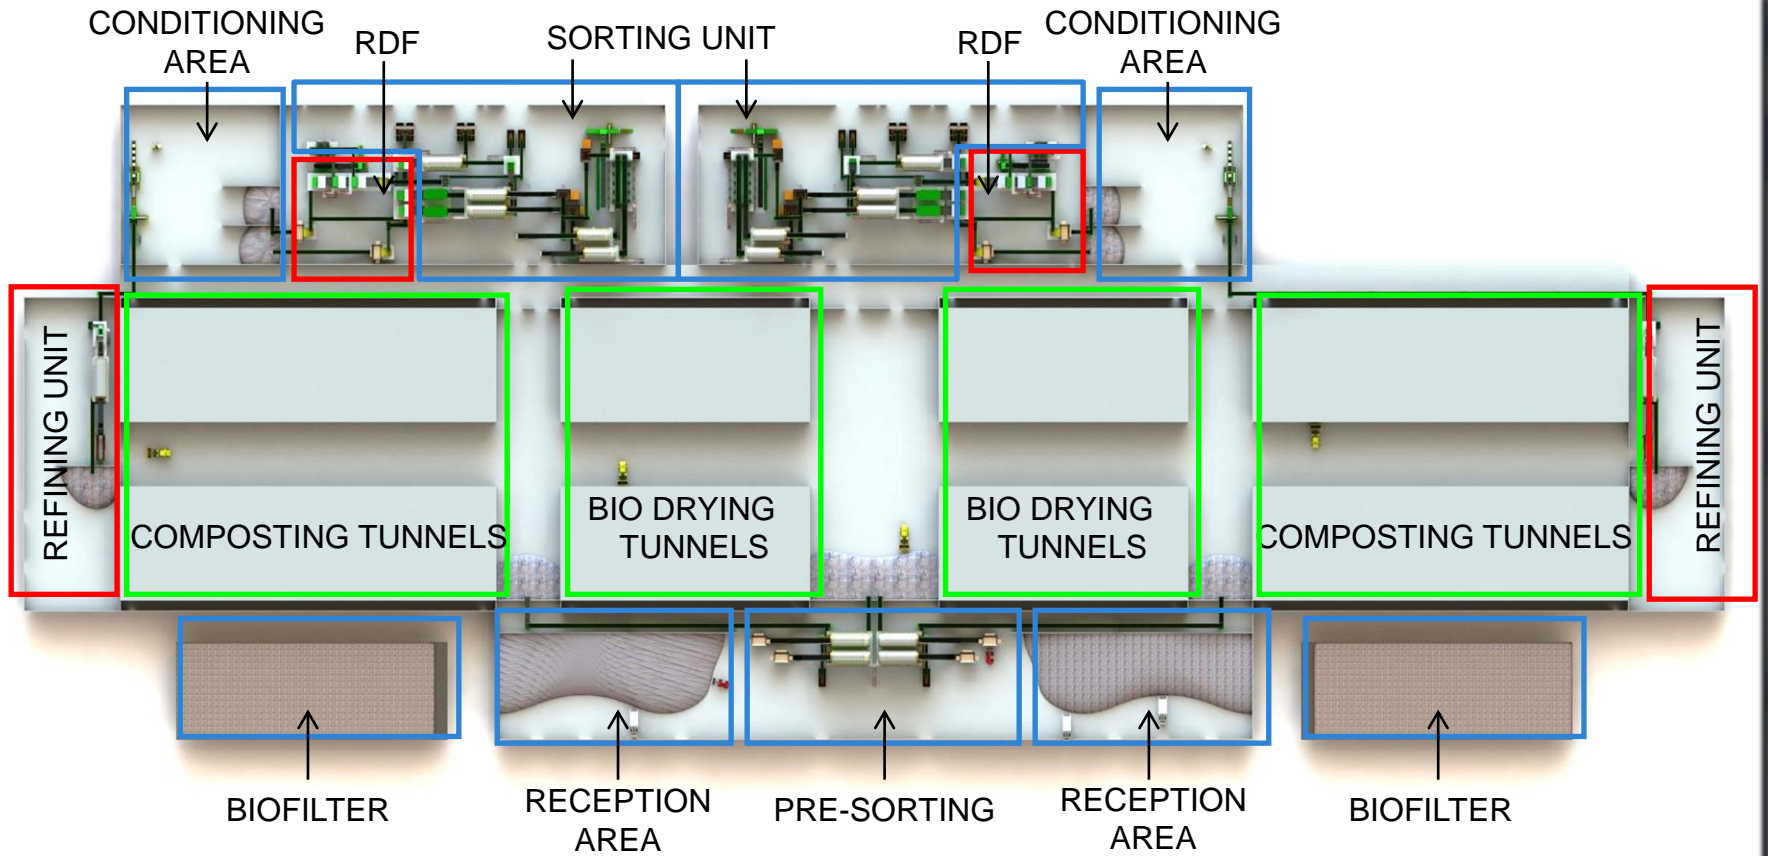 CONDITIONING
AREA
RDF
SORTING UNIT
RDF
CONDITIONING
AREA
REFINING UNIT
COMPOSTING TUNNELS
BIO DRYING
TUNNELS
BIO DRYING
TUNNELS
COMPOSTING TUNNELS
REFINING UNIT
BIOFILTER
RECEPTION
AREA
PRE-SORTING
RECEPTION
AREA
BIOFILTER